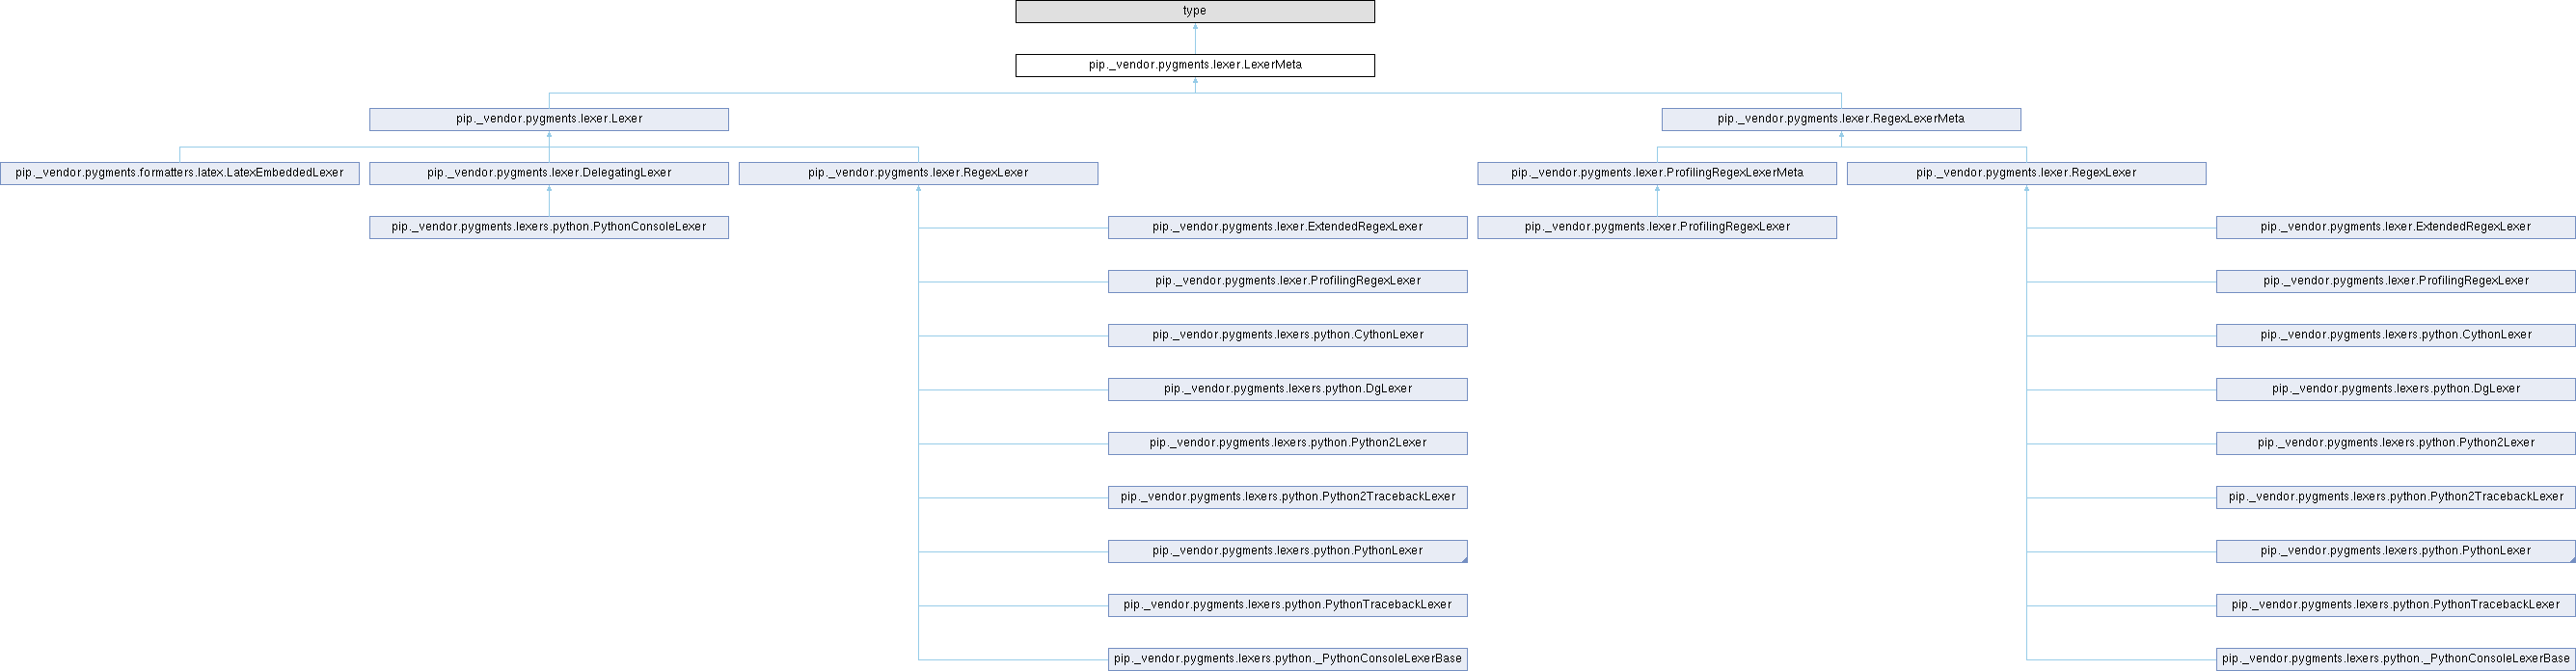 type
pip._vendor.pygments.lexer.LexerMeta
pip._vendor.pygments.lexer.Lexer
pip._vendor.pygments.lexer.RegexLexerMeta
pip._vendor.pygments.formatters.latex.LatexEmbeddedLexer
pip._vendor.pygments.lexer.DelegatingLexer
pip._vendor.pygments.lexer.RegexLexer
pip._vendor.pygments.lexer.ProfilingRegexLexerMeta
pip._vendor.pygments.lexer.RegexLexer
pip._vendor.pygments.lexers.python.PythonConsoleLexer
pip._vendor.pygments.lexer.ExtendedRegexLexer
pip._vendor.pygments.lexer.ProfilingRegexLexer
pip._vendor.pygments.lexer.ExtendedRegexLexer
pip._vendor.pygments.lexer.ProfilingRegexLexer
pip._vendor.pygments.lexer.ProfilingRegexLexer
pip._vendor.pygments.lexers.python.CythonLexer
pip._vendor.pygments.lexers.python.CythonLexer
pip._vendor.pygments.lexers.python.DgLexer
pip._vendor.pygments.lexers.python.DgLexer
pip._vendor.pygments.lexers.python.Python2Lexer
pip._vendor.pygments.lexers.python.Python2Lexer
pip._vendor.pygments.lexers.python.Python2TracebackLexer
pip._vendor.pygments.lexers.python.Python2TracebackLexer
pip._vendor.pygments.lexers.python.PythonLexer
pip._vendor.pygments.lexers.python.PythonLexer
pip._vendor.pygments.lexers.python.PythonTracebackLexer
pip._vendor.pygments.lexers.python.PythonTracebackLexer
pip._vendor.pygments.lexers.python._PythonConsoleLexerBase
pip._vendor.pygments.lexers.python._PythonConsoleLexerBase